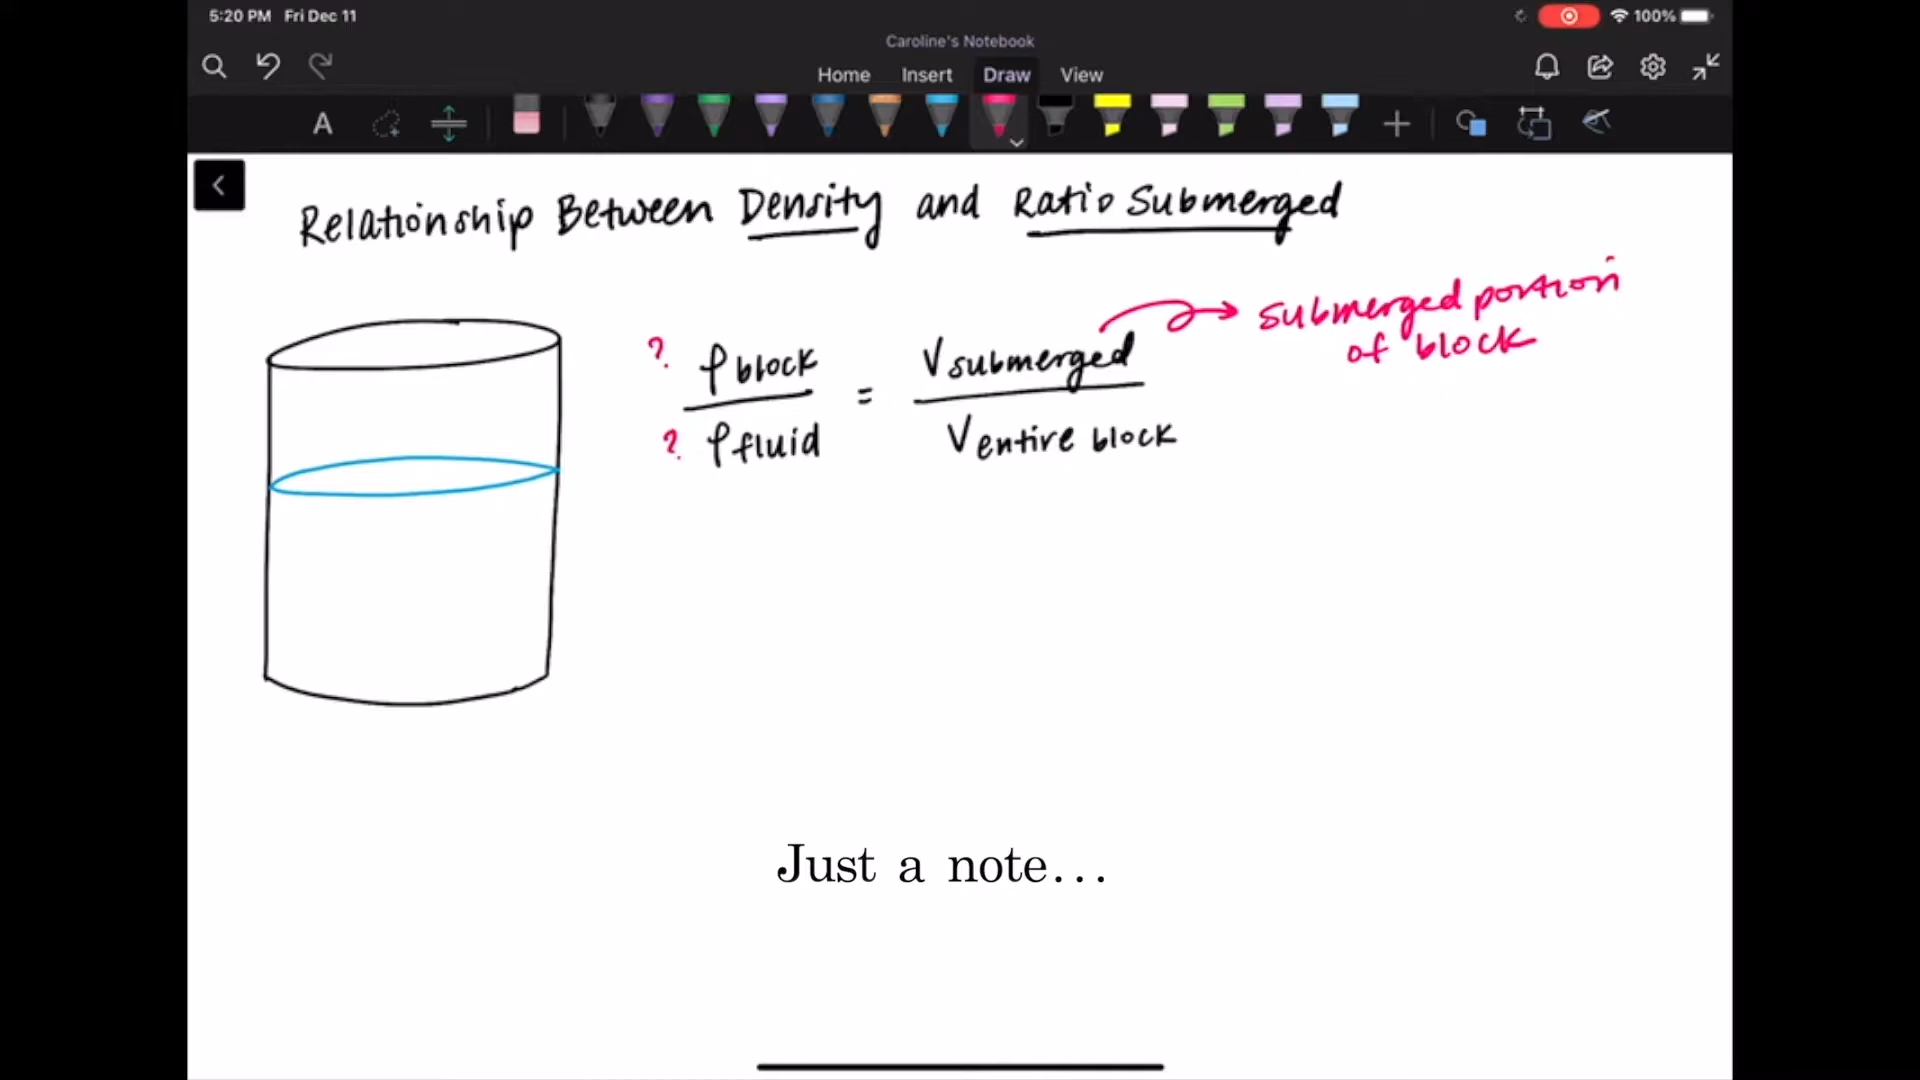 5:20 PM Fri Dec 11
100%
Caroline's Notebook
Home Insert Draw View
A
Relationship Between Density and Ratio Submerged
submerged portion
of block
? ρblock = Vsubmerged
? ρfluid Ventire block
Just a note...